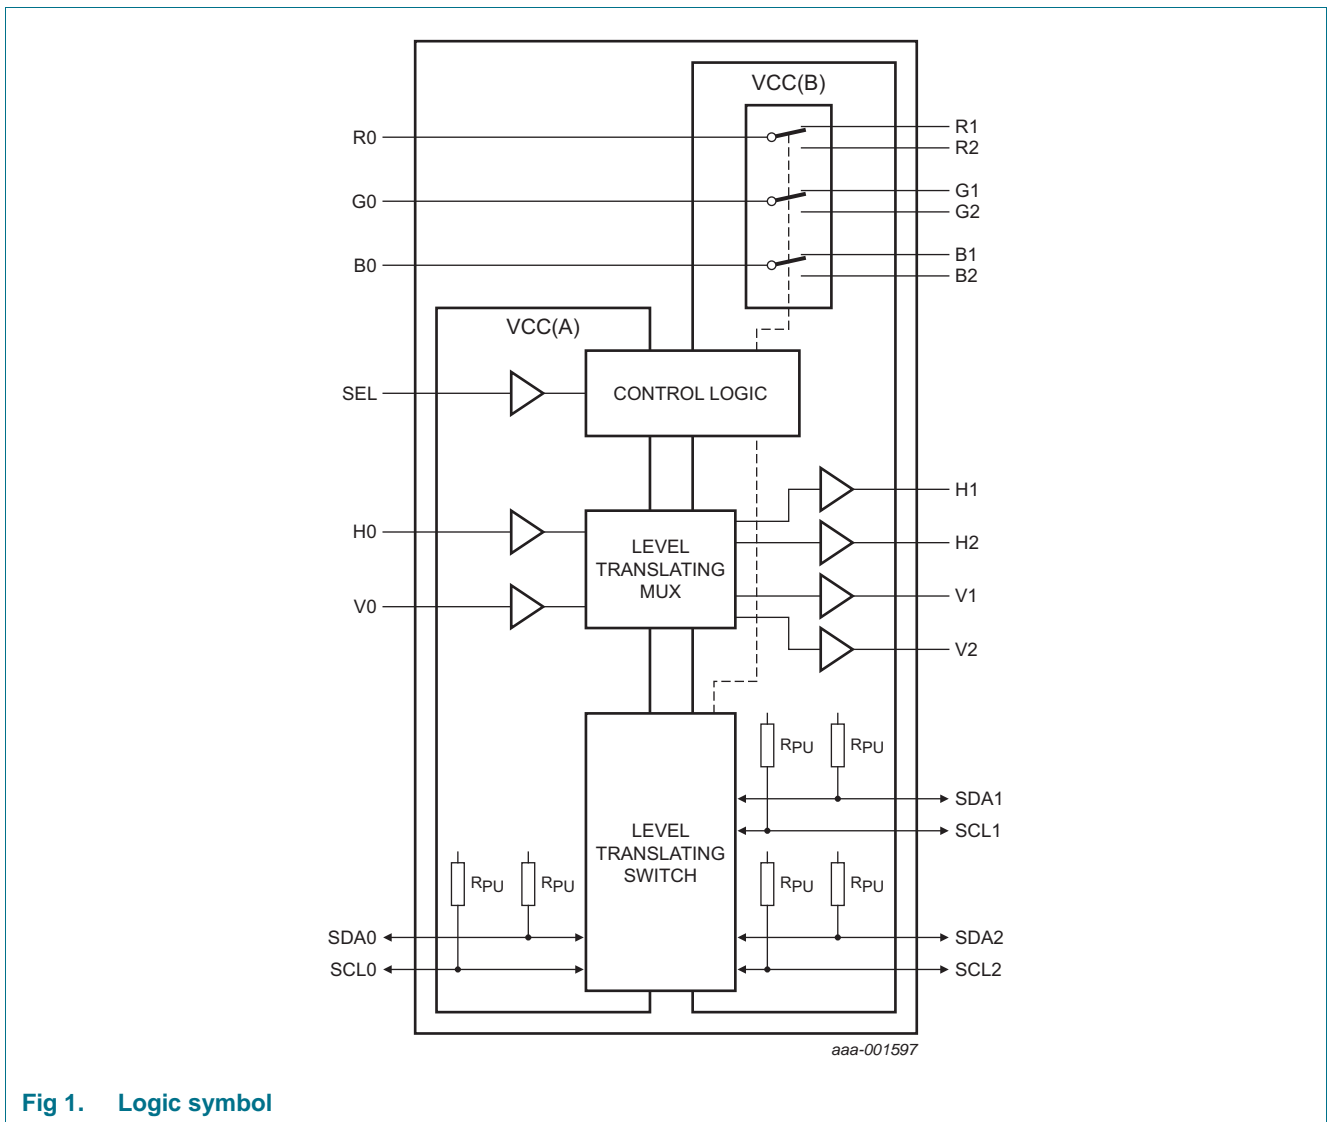 VCC(B)
R0
R1
R2
G0
G1
G2
B0
B1
B2
VCC(A)
SEL
CONTROL LOGIC
H0
V0
LEVEL
TRANSLATING
MUX
H1
H2
V1
V2
RPU
RPU
SDA1
SCL1
LEVEL
TRANSLATING
SWITCH
RPU
RPU
RPU
RPU
SDA0
SCL0
SDA2
SCL2
aaa-001597
Fig 1. Logic symbol